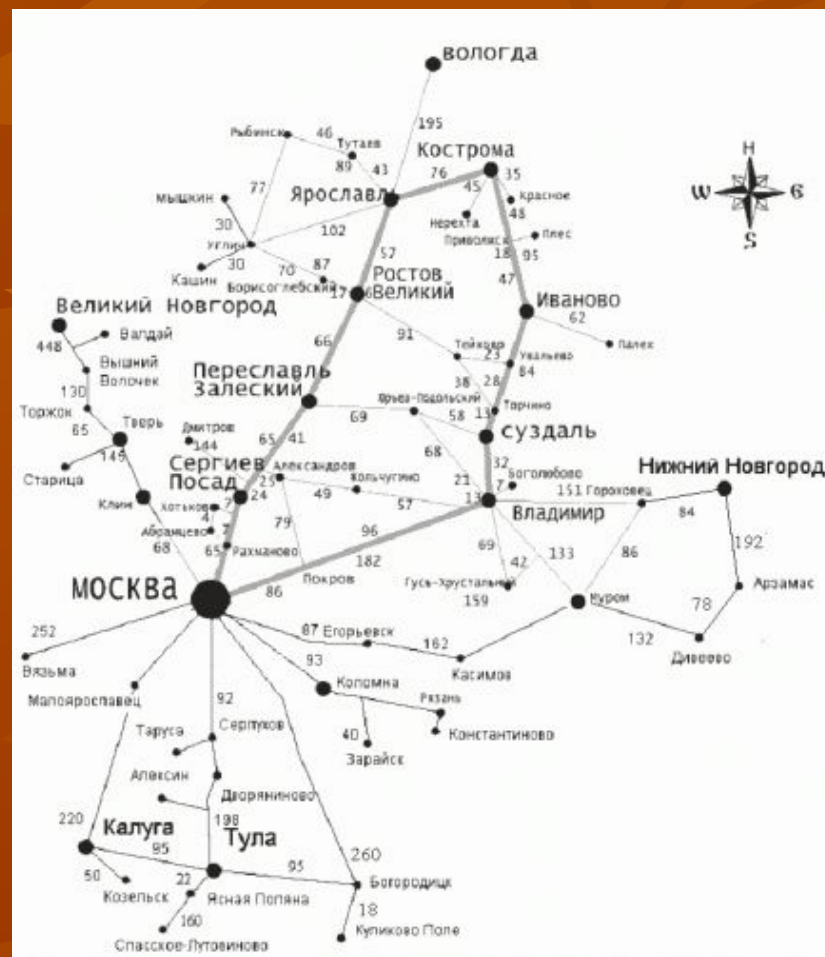 вологда
195
Рыбинск
46
Тутаев
89
43
Кострома
76
45
35
красное
48
мышкин
77
Ярославль
Нерехта
Приволжск
Плес
18
95
30
102
углич
30
Кашин
70
87
Борисоглебский
57
17
Ростов
Великий
47
Иваново
62
Палех
Великий Новгород
Валдай
448
Вышний
Волочек
130
Торжок
65
Тверь
145
Старица
Клин
68
66
91
Тейково
23
Увальево
84
38
28
Переславль
Залеский
69
58
13
Торчино
суздаль
Дмитров
144
65
41
68
32
Боголюбово
7
21
13
Сергиев
Посад
25
24
Александров
Кольчугино
49
57
Владимир
151
Гороховец
Нижний Новгород
84
Хотьково
7
4
Абрамцево
7
65
Рахманово
79
96
182
Покров
86
69
42
133
86
Гусь-Хрустальный
159
192
Арзамас
78
Дивеево
132
Муром
москва
252
Вязьма
87
Егорьевск
162
Касимов
93
Коломна
Рязань
Константиново
40
Зарайск
Малоярославец
92
Таруса
Серпухов
Алексин
Дворяниново
198
220
Калуга
Тула
95
95
260
Богородицк
50
Козельск
22
Ясная Поляна
160
Спасское-Лутовиново
18
Куликово Поле
Н
W
S